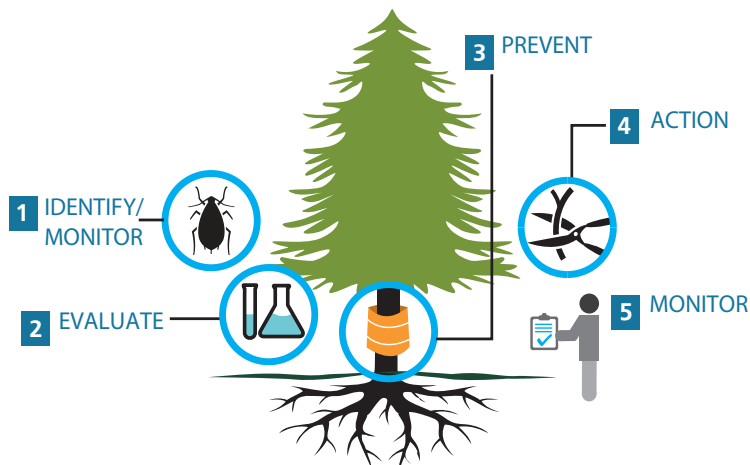 1 IDENTIFY/
MONITOR
2 EVALUATE
3 PREVENT
4 ACTION
5 MONITOR